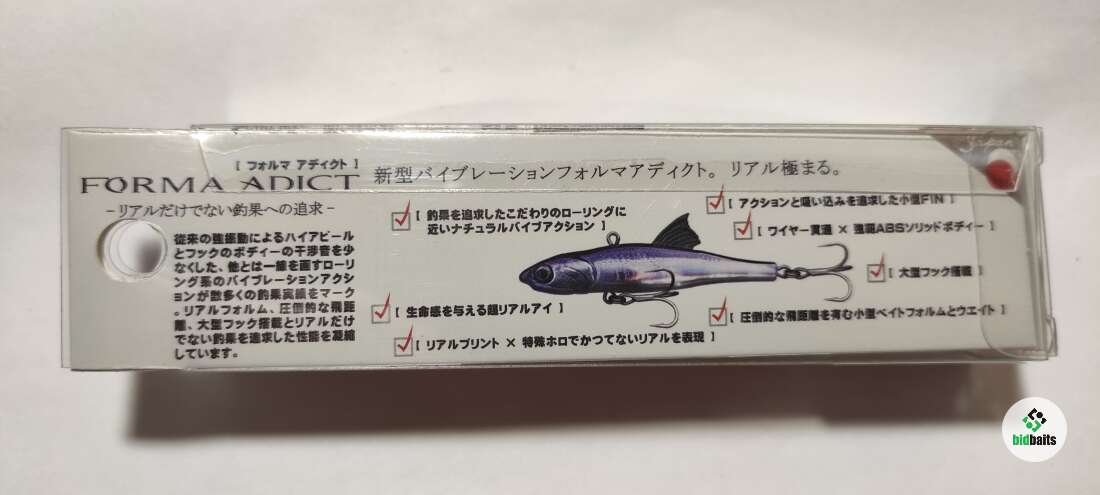 [ フォルマ アディクト ]
FORMA ADICT
-リアルだけでない釣果への追求-
新型バイブレーションフォルマアディクト。リアル極まる。
従来の強振動によるハイアピール
とフックのボディーの干渉音を少
なくした、他とは一線を画すローリ
ング系のバイブレーションアクシ
ョンが数多くの釣果実績をマーク
。リアルフォルム、圧倒的な飛距
離、大型フック搭載とリアルだけ
でない釣果を追求した性能を凝縮
しています。
[ 釣果を追求したこだわりのローリングに
近いナチュラルバイブアクション ]
[ アクションと吸い込みを追求した小型FIN ]
[ ワイヤー貫通 × 強靭ABSソリッドボディー ]
[ 大型フック搭載 ]
[ 生命感を与える超リアルアイ ]
[ 圧倒的な飛距離を有む小型ベイトフォルムとウエイト ]
[ リアルプリント × 特殊ホロでかつてないリアルを表現 ]
Japan
bidbaits